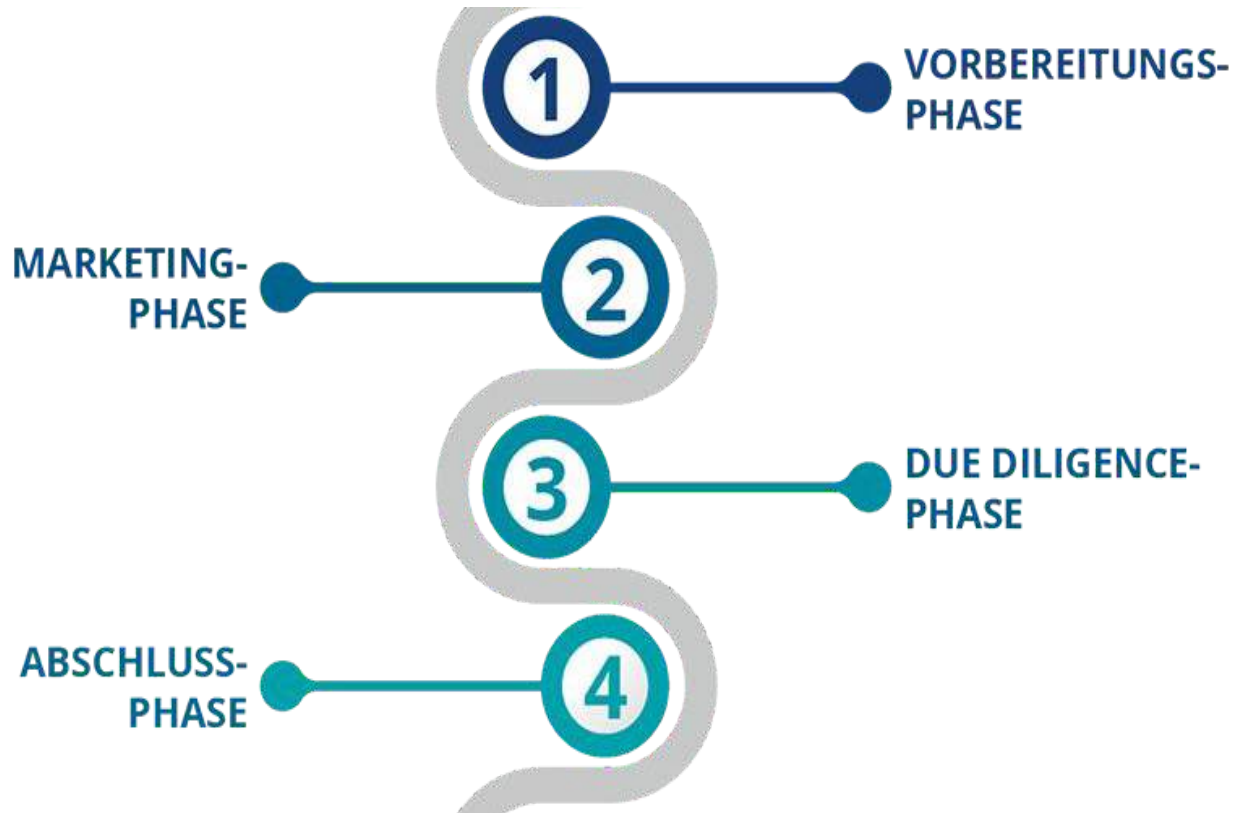 1
VORBEREITUNGS-
PHASE
MARKETING-
PHASE
2
3
DUE DILIGENCE-
PHASE
ABSCHLUSS-
PHASE
4